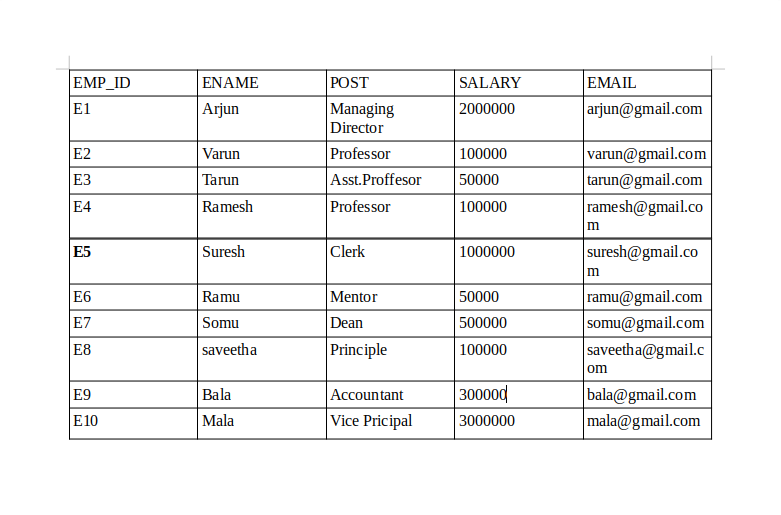 EMP_ID ENAME POST SALARY EMAIL
E1 Arjun Managing 2000000 arjun@gmail.com
Director
E2 Varun Professor 100000 varun@gmail.com
E3 Tarun Asst.Proffesor 50000 tarun@gmail.com
E4 Ramesh Professor 100000 ramesh@gmail.co
m
E5 Suresh Clerk 1000000 suresh@gmail.co
m
E6 Ramu Mentor 50000 ramu@gmail.com
E7 Somu Dean 500000 somu@gmail.com
E8 saveetha Principle 100000 saveetha@gmail.c
om
E9 Bala Accountant 300000 bala@gmail.com
E10 Mala Vice Pricipal 3000000 mala@gmail.com